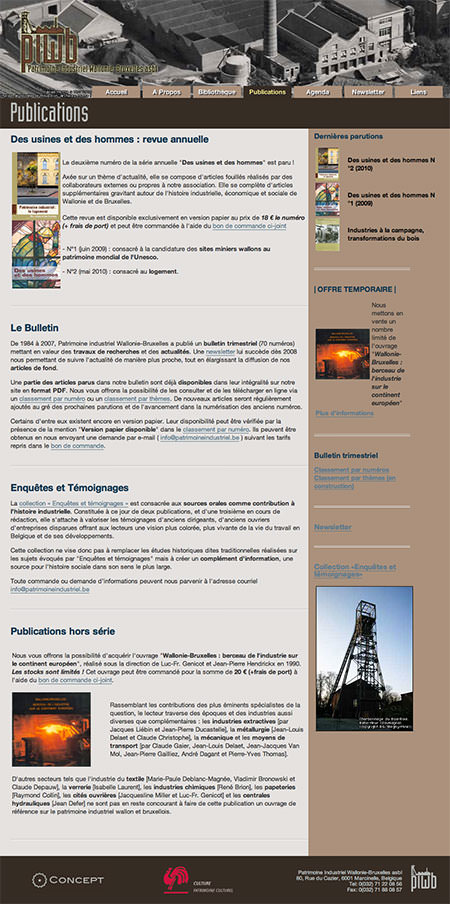 piwb
Patrimoine Industriel Wallonie-Bruxelles asbl
Accueil
A Propos
Bibliothèque
Publications
Agenda
Newsletter
Liens
Publications
Des usines et des hommes : revue annuelle
Le deuxième numéro de la série annuelle "Des usines et des hommes" est paru !
Axée sur un thème d'actualité, elle se compose d'articles fouillés réalisés par des
collaborateurs externes ou propres à notre association. Elle se complète d'articles
supplémentaires gravitant autour de l'histoire industrielle, économique et sociale de
Wallonie et de Bruxelles.
Cette revue est disponible exclusivement en version papier au prix de 18 € le numéro
(+ frais de port) et peut être commandée à l'aide du bon de commande ci-joint
- N°1 (juin 2009) : consacré à la candidature des sites miniers wallons au
patrimoine mondial de l'Unesco.
- N°2 (mai 2010) : consacré au logement.
Des usines et des hommes
Le Bulletin
De 1984 à 2007, Patrimoine industriel Wallonie-Bruxelles a publié un bulletin trimestriel (70 numéros)
mettant en valeur des travaux de recherches et des actualités. Une newsletter lui succède dès 2008
nous permettant de suivre l'actualité de manière plus proche, tout en élargissant la diffusion de nos
articles de fond.
Une partie des articles parus dans notre bulletin sont déjà disponibles dans leur intégralité sur notre
site en format PDF. Nous vous offrons la possibilité de les consulter et de les télécharger en ligne via
un classement par numéro ou un classement par thèmes. De nouveaux articles seront régulièrement
ajoutés au gré des prochaines parutions et de l'avancement dans la numérisation des anciens numéros.
Certains d'entre eux existent encore en version papier. Leur disponibilité peut être vérifiée par la
présence de la mention "Version papier disponible" dans le classement par numéro. Ils peuvent être
obtenus en nous envoyant une demande par e-mail ( info@patrimoineindustriel.be ) suivant les tarifs
repris dans le bon de commande.
Enquêtes et Témoignages
La collection « Enquêtes et témoignages » est consacrée aux sources orales comme contribution à
l'histoire industrielle. Constituée à ce jour de deux publications, et d'une troisième en cours de
rédaction, elle s'attache à valoriser les témoignages d'anciens dirigeants, d'anciens ouvriers
d'entreprises disparues offrant aux lecteurs une vision plus colorée, plus vivante de la vie du travail en
Belgique et de ses développements.
Cette collection ne vise donc pas à remplacer les études historiques dites traditionnelles réalisées sur
les sujets évoqués par "Enquêtes et témoignages" mais à créer un complément d'information, une
source pour l'histoire sociale dans son sens le plus large.
Toute commande ou demande d'informations peuvent nous parvenir à l'adresse courriel
info@patrimoineindustriel.be
Publications hors série
Nous vous offrons la possibilité d'acquérir l'ouvrage "Wallonie-Bruxelles : berceau de l'industrie sur
le continent européen", réalisé sous la direction de Luc-Fr. Genicot et Jean-Pierre Hendrickx en 1990.
Les stocks sont limités ! Cet ouvrage peut être commandé pour la somme de 20 € (+frais de port) à
l'aide du bon de commande ci-joint.
Rassemblant les contributions des plus éminents spécialistes de la
question, le lecteur traverse des époques et des industries aussi
diverses que complémentaires : les industries extractives [par
Jacques Liébin et Jean-Pierre Ducastelle], la métallurgie [Jean-Louis
Delaet et Claude Christophe], la mécanique et les moyens de
transport [par Claude Gaier, Jean-Louis Delaet, Jean-Jacques Van
Mol, Jean-Pierre Gailliez, André Dagant et Pierre-Yves Thomas].
D'autres secteurs tels que l'industrie du textile [Marie-Paule Deblanc-Magnée, Vladimir Bronowski et
Claude Depauw], la verrerie [Isabelle Laurent], les industries chimiques [René Brion], les papeteries
[Raymond Collin], les cités ouvrières [Jacqueline Miller et Luc-Fr. Genicot] et les centrales
hydrauliques [Jean Defer] ne sont pas en reste concourant à faire de cette publication un ouvrage de
référence sur le patrimoine industriel wallon et bruxellois.
Dernières parutions
Des usines et des hommes N
°2 (2010)
Des usines et des hommes N
°1 (2009)
Industries à la campagne,
transformations du bois
| OFFRE TEMPORAIRE |
Nous
mettons en
vente un
nombre
limité de
l'ouvrage
"Wallonie-
Bruxelles :
berceau de
l'industrie
sur le
continent
européen"
Plus d'informations
Bulletin trimestriel
Classement par numéros
Classement par thèmes (en
construction)
Newsletter
Collection «Enquêtes et
témoignages»
CONCEPT
CULTURE
PATRIMOINE CULTUREL
Patrimoine Industriel Wallonie-Bruxelles asbl
80, Rue du Cazier, 6001 Marcinelle, Belgique
Tel: 0(032) 71 22 08 56
Fax: 0(032) 71 88 08 57
piwb